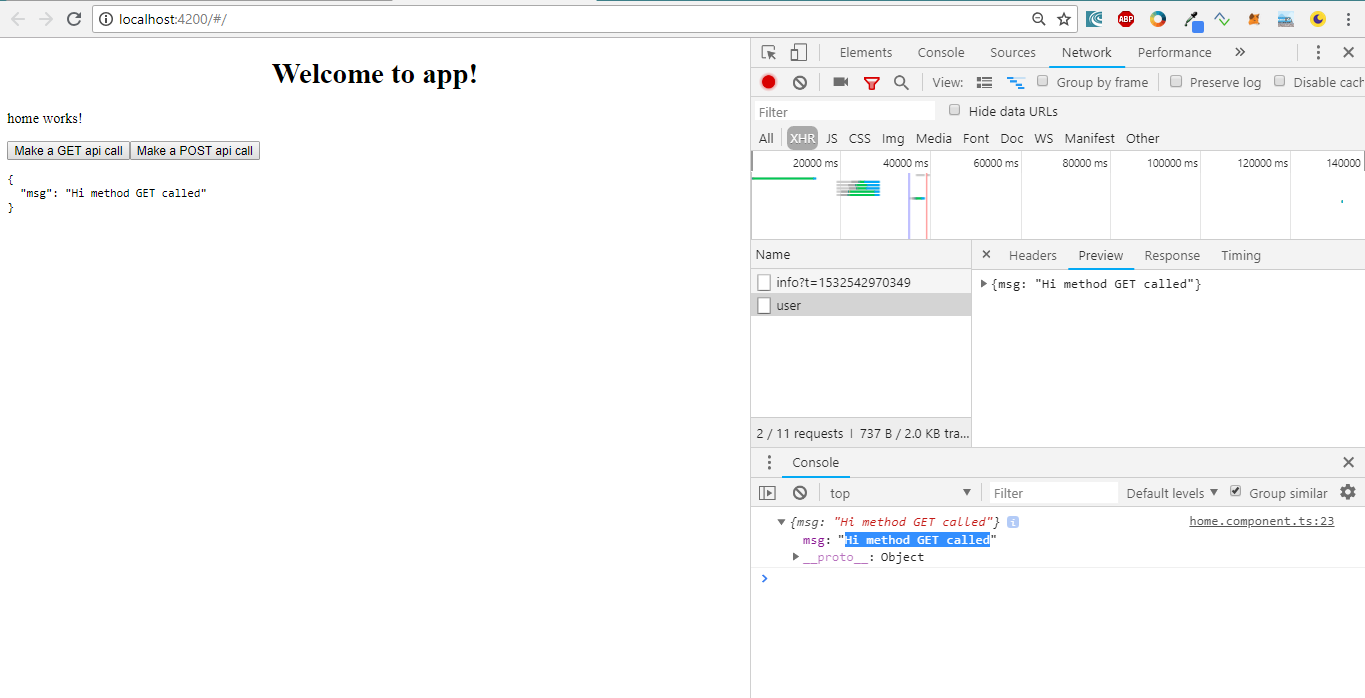 localhost:4200/#/
ABP
Welcome to app!
home works!
Make a GET api call Make a POST api call
{
  "msg": "Hi method GET called"
}
Elements Console Sources Network Performance »
View: Group by frame Preserve log Disable cach
Filter Hide data URLs
All XHR JS CSS Img Media Font Doc WS Manifest Other
20000 ms 40000 ms 60000 ms 80000 ms 100000 ms 120000 ms 140000
Name
info?t=1532542970349
user
2 / 11 requests | 737 B / 2.0 KB tra...
× Headers Preview Response Timing
{msg: "Hi method GET called"}
Console
top Filter Default levels Group similar
{msg: "Hi method GET called"} i home.component.ts:23
msg: "Hi method GET called"
__proto__: Object